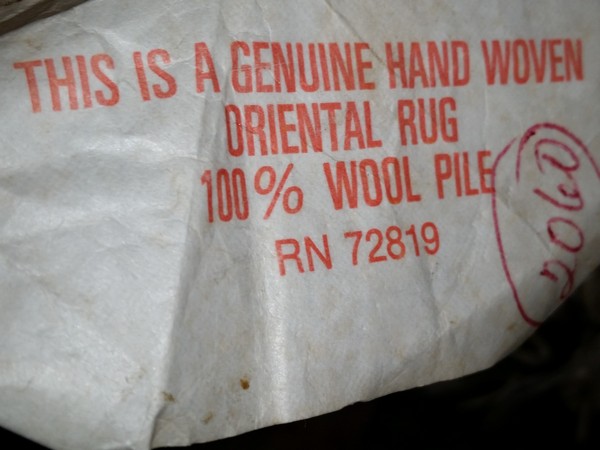 THIS IS A GENUINE HAND WOVEN
ORIENTAL RUG
100% WOOL PILE
RN 72819